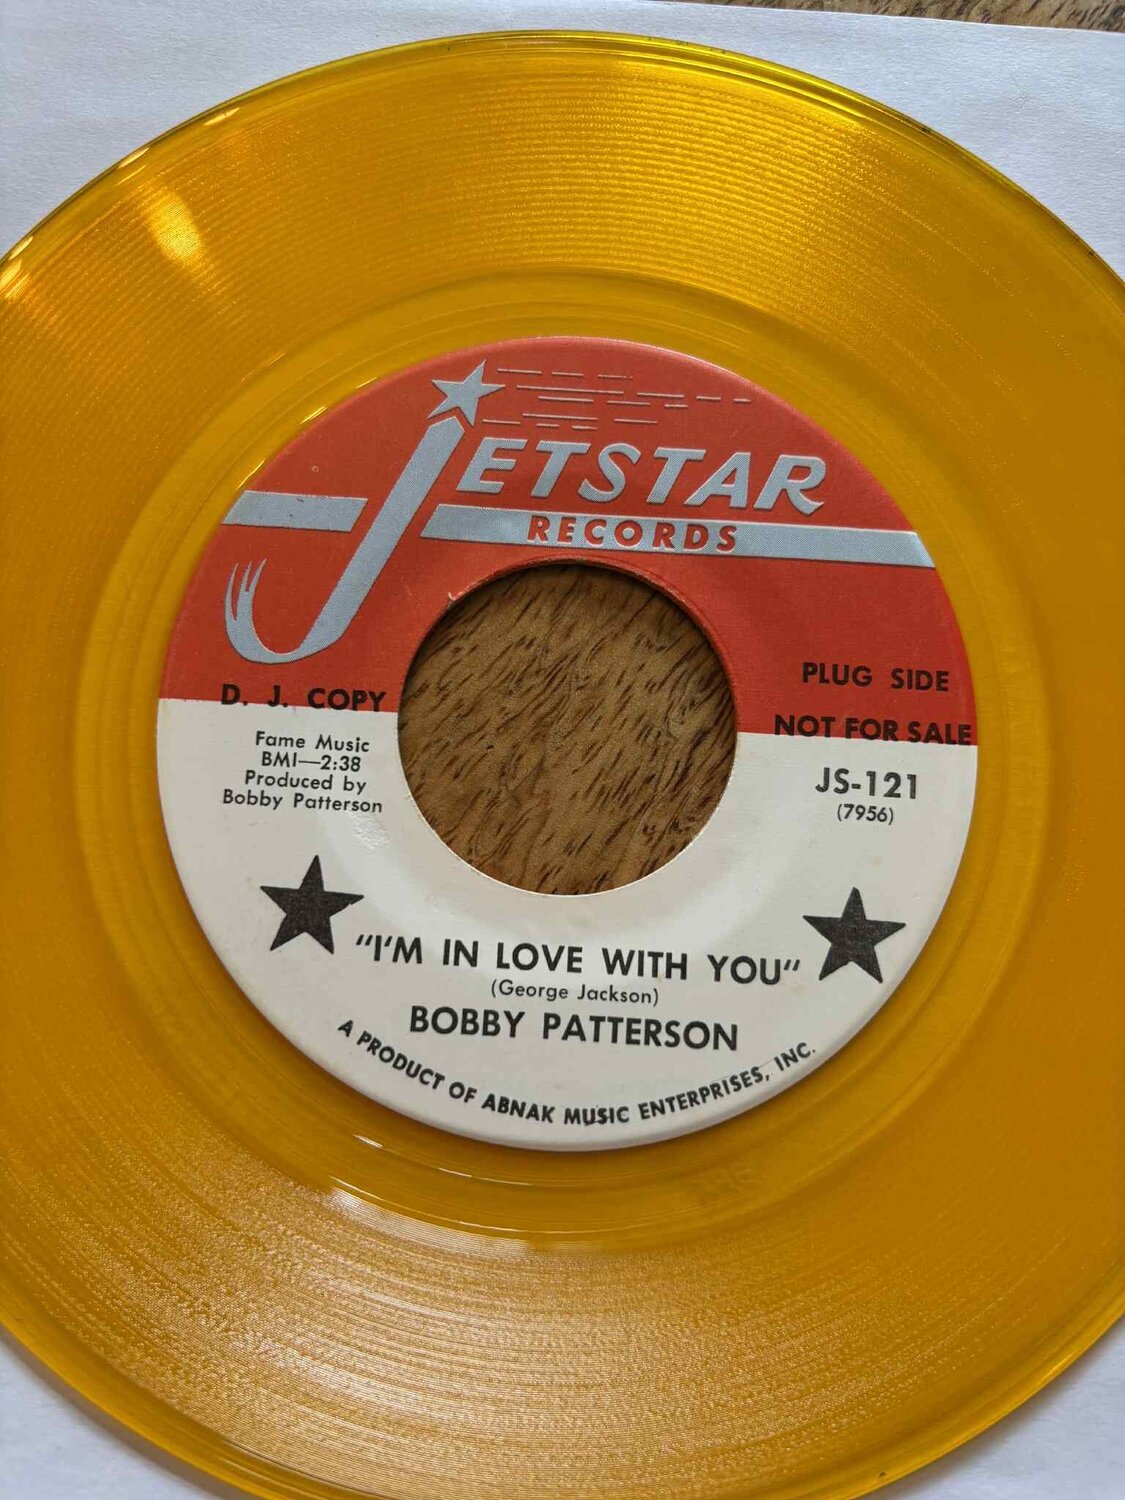 JETSTAR
RECORDS
PLUG SIDE
D. J. COPY
NOT FOR SALE
Fame Music
BMI—2:38
Produced by
Bobby Patterson
JS-121
(7956)
"I'M IN LOVE WITH YOU"
(George Jackson)
BOBBY PATTERSON
A PRODUCT OF ABNAK MUSIC ENTERPRISES, INC.